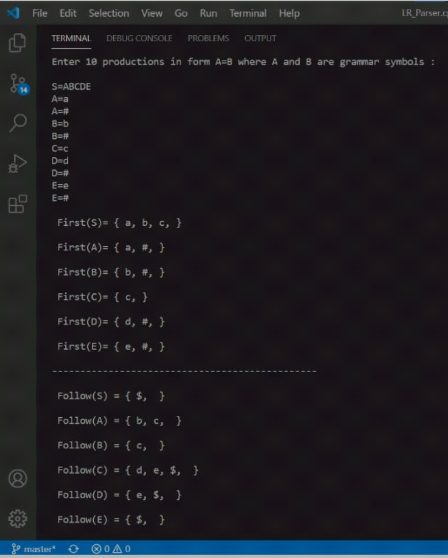 File Edit Selection View Go Run Terminal Help LR_Parser.c
TERMINAL DEBUG CONSOLE PROBLEMS OUTPUT
Enter 10 productions in form A=B where A and B are grammar symbols :
S=ABCDE
A=a
A=#
B=b
B=#
C=c
D=d
D=#
E=e
E=#
First(S)= { a, b, c, }
First(A)= { a, #, }
First(B)= { b, #, }
First(C)= { c, }
First(D)= { d, #, }
First(E)= { e, #, }
------------------------------------------------
Follow(S) = { $,  }
Follow(A) = { b, c,  }
Follow(B) = { c,  }
Follow(C) = { d, e, $,  }
Follow(D) = { e, $,  }
Follow(E) = { $,  }
14
master* 0 0